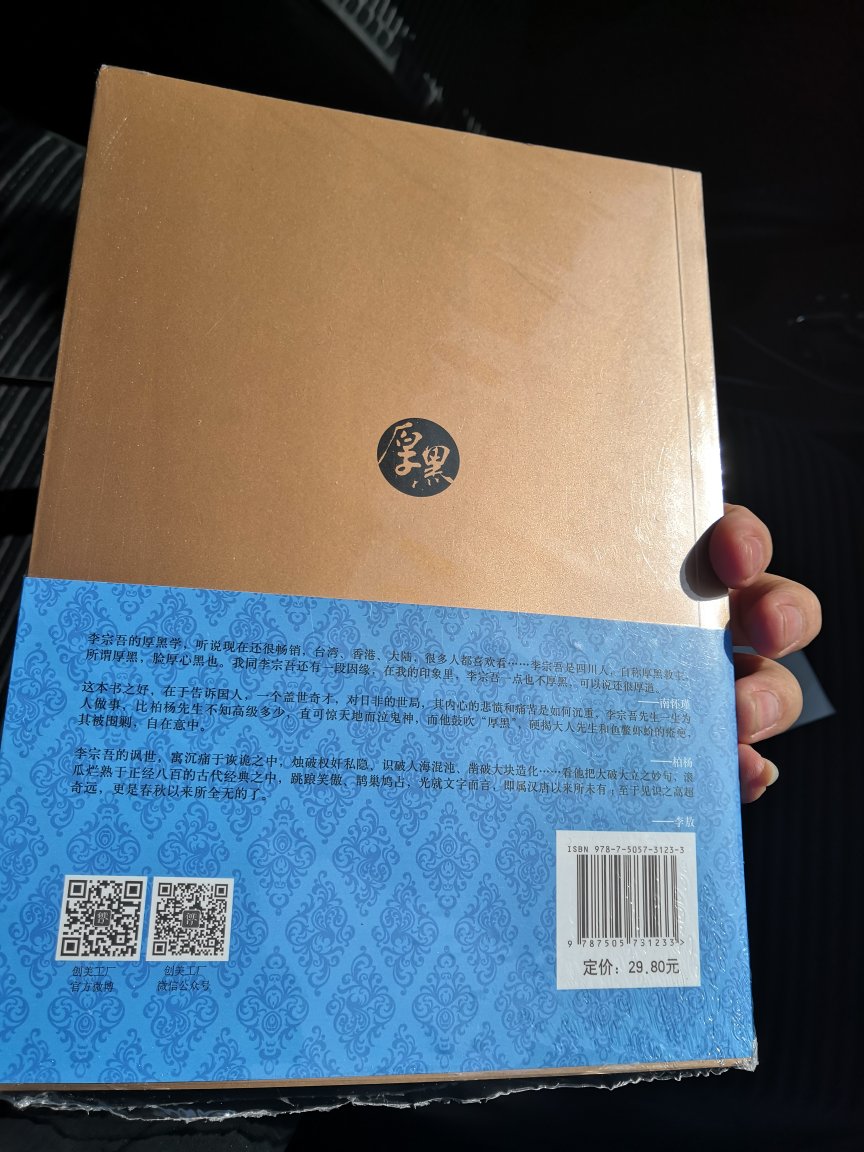 厚黑
李宗吾的厚黑学，听说现在还很畅销，台湾、香港、大陆，很多人都喜欢看……李宗吾是四川人，自称厚黑教主，
所谓厚黑，脸厚心黑也。我同李宗吾还有一段因缘，在我的印象里，李宗吾一点也不厚黑，可以说还很厚道。
——南怀瑾
这本书之好，在于告诉国人，一个盖世奇才，对日非的世局，其内心的悲愤和痛苦是如何沉重，李宗吾先生一生为
人做事，比柏杨先生不知高级多少，直可惊天地而泣鬼神，而他鼓吹“厚黑”，硬揭大人先生和鱼鳖虾蚧的疮疤，
其被围剿，自在意中。
——柏杨
李宗吾的讽世，寓沉痛于诙诡之中，烛破权奸私隐，识破人海混沌、凿破大块造化……看他把大破大立之妙句，滚
瓜烂熟于正经八百的古代经典之中，跳踉笑傲、鹊巢鸠占，光就文字而言，即属汉唐以来所未有；至于见识之高超
奇远，更是春秋以来所全无的了。
——李敖
ISBN 978-7-5057-3123-3
9 787505 731233 >
定价：29.80元
创美工厂
官方微博
创美工厂
微信公众号